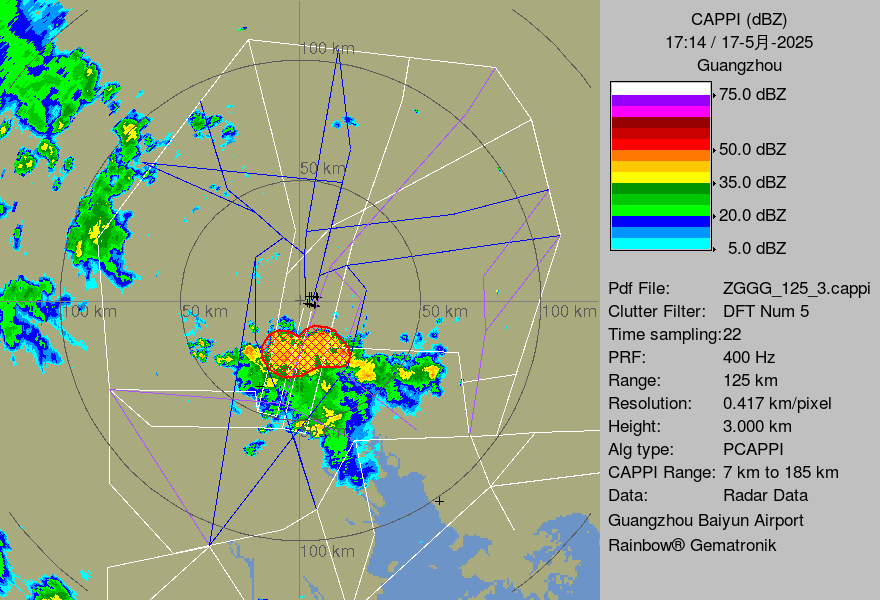 CAPPI (dBZ)
17:14 / 17-5月-2025
Guangzhou
75.0 dBZ
50.0 dBZ
35.0 dBZ
20.0 dBZ
5.0 dBZ
Pdf File: ZGGG_125_3.cappi
Clutter Filter: DFT Num 5
Time sampling:22
PRF: 400 Hz
Range: 125 km
Resolution: 0.417 km/pixel
Height: 3.000 km
Alg type: PCAPPI
CAPPI Range: 7 km to 185 km
Data: Radar Data
Guangzhou Baiyun Airport
Rainbow® Gematronik
100 km
50 km
100 km
50 km
50 km
100 km
100 km